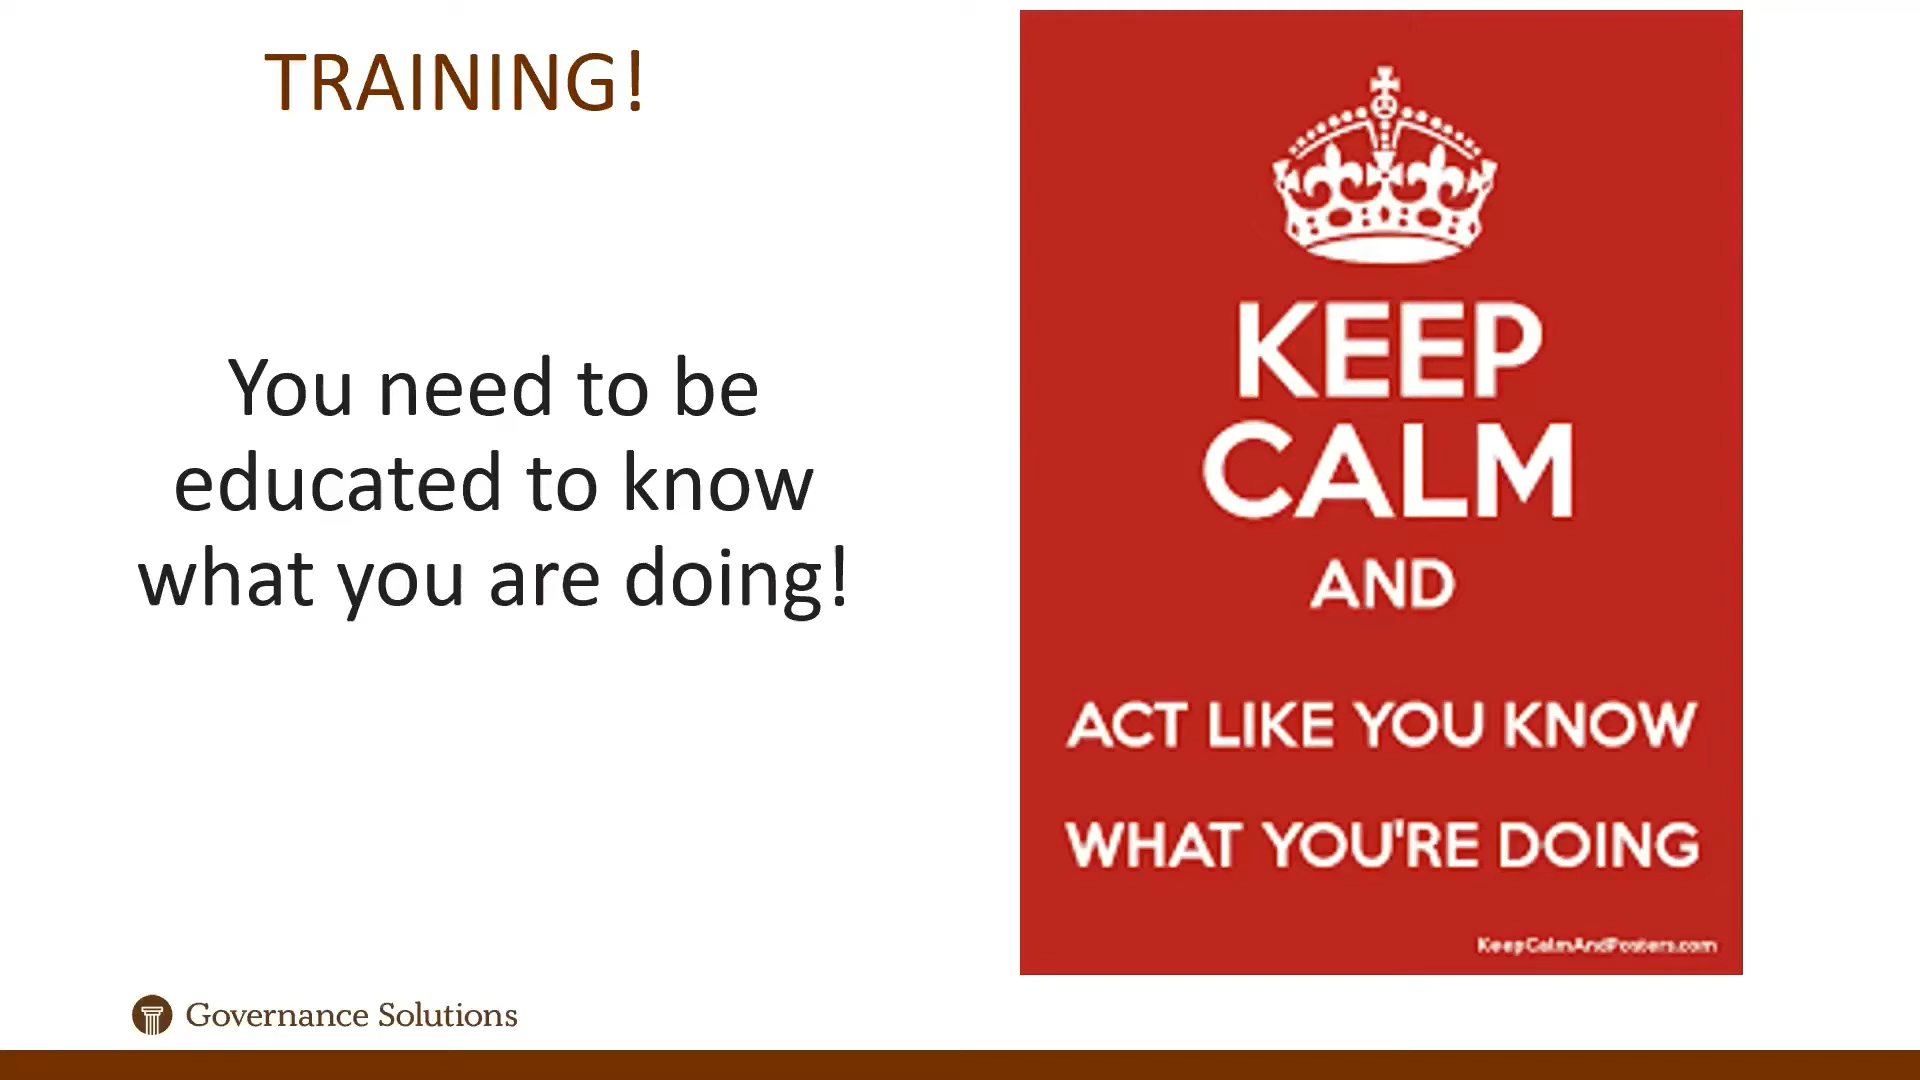 TRAINING!
You need to be
educated to know
what you are doing!
KEEP
CALM
AND
ACT LIKE YOU KNOW
WHAT YOU'RE DOING
KeepCalmAndPosters.com
Governance Solutions